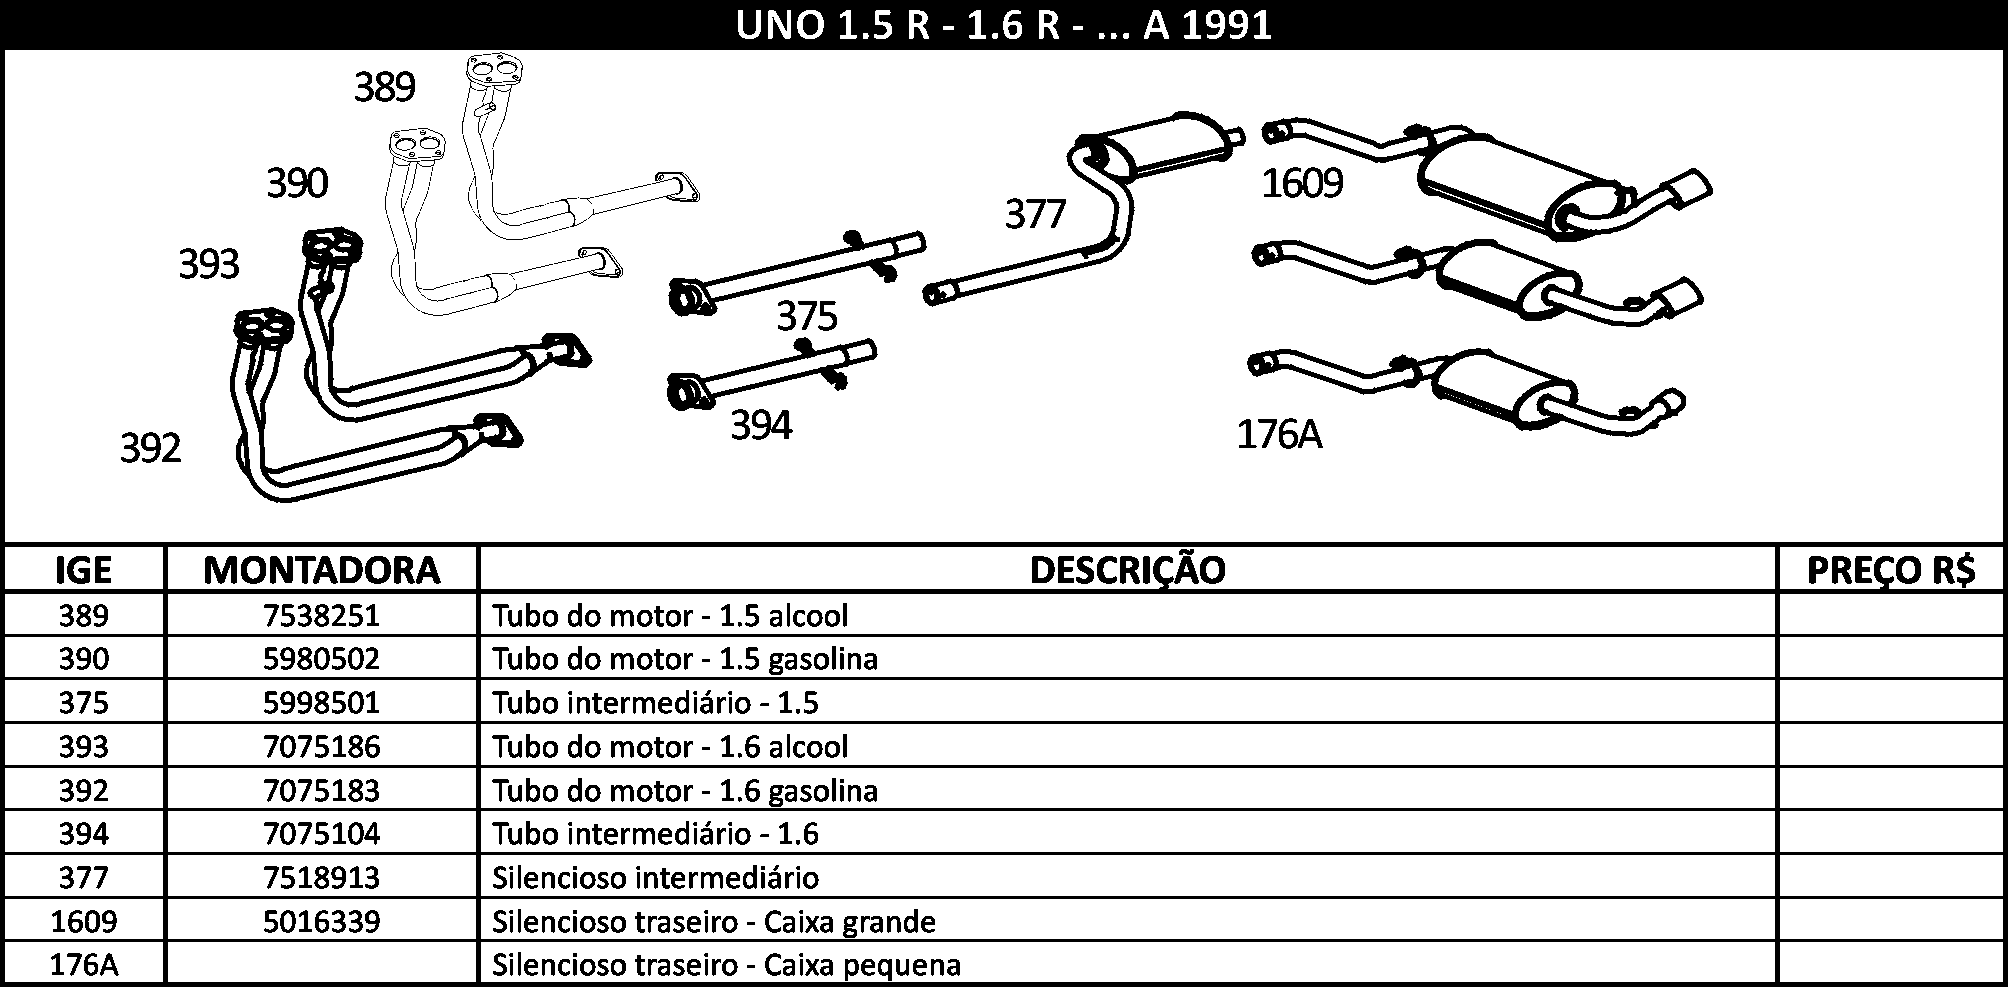 UNO 1.5 R - 1.6 R - ... A 1991
389
390
393
392
375
394
377
1609
176A
IGE MONTADORA DESCRIÇÃO PREÇO R$
389 7538251 Tubo do motor - 1.5 alcool
390 5980502 Tubo do motor - 1.5 gasolina
375 5998501 Tubo intermediário - 1.5
393 7075186 Tubo do motor - 1.6 alcool
392 7075183 Tubo do motor - 1.6 gasolina
394 7075104 Tubo intermediário - 1.6
377 7518913 Silencioso intermediário
1609 5016339 Silencioso traseiro - Caixa grande
176A Silencioso traseiro - Caixa pequena